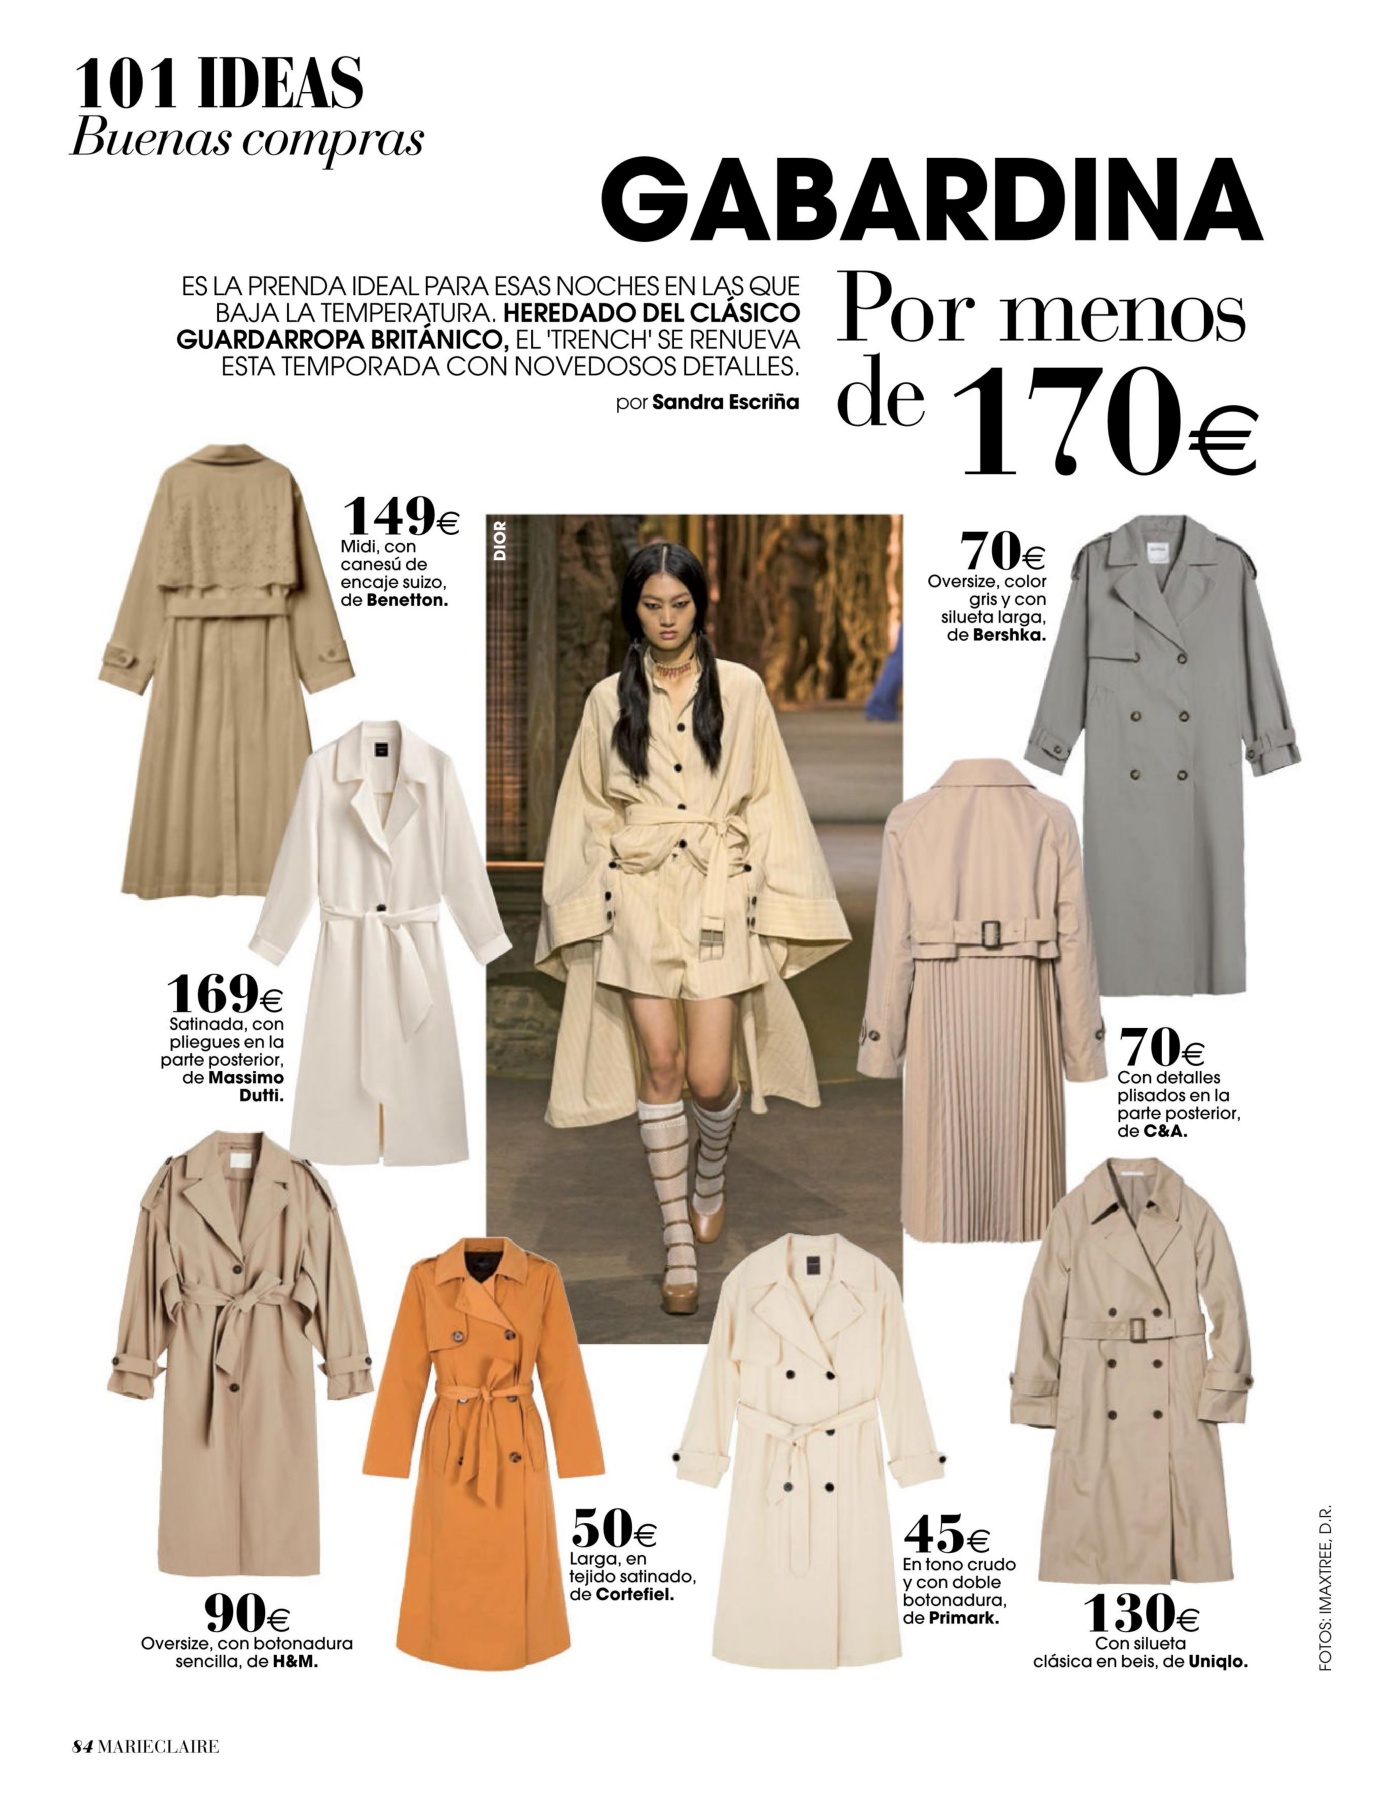 101 IDEAS
Buenas compras
GABARDINA
Por menos
de 170€
ES LA PRENDA IDEAL PARA ESAS NOCHES EN LAS QUE
BAJA LA TEMPERATURA. HEREDADO DEL CLÁSICO
GUARDARROPA BRITÁNICO, EL 'TRENCH' SE RENUEVA
ESTA TEMPORADA CON NOVEDOSOS DETALLES.
por Sandra Escriña
149€
Midi, con
canesú de
encaje suizo,
de Benetton.
DIOR
70€
Oversize, color
gris y con
silueta larga,
de Bershka.
169€
Satinada, con
pliegues en la
parte posterior,
de Massimo
Dutti.
70€
Con detalles
plisados en la
parte posterior,
de C&A.
90€
Oversize, con botonadura
sencilla, de H&M.
50€
Larga, en
tejido satinado,
de Cortefiel.
45€
En tono crudo
y con doble
botonadura,
de Primark.
130€
Con silueta
clásica en beis, de Uniqlo.
FOTOS: IMAXTREE, D.R.
84 MARIECLAIRE